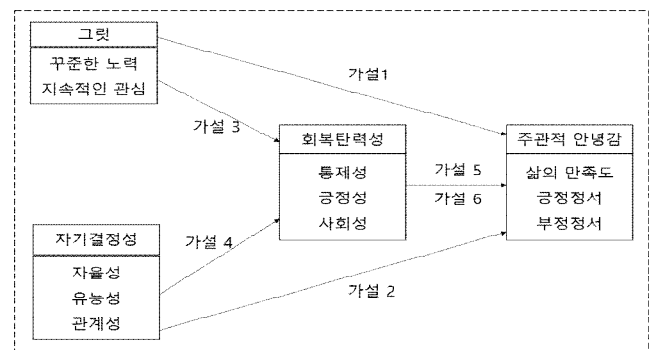 그릿
꾸준한 노력
지속적인 관심
가설1
가설 3
회복탄력성
통제성
긍정성
사회성
주관적 안녕감
삶의 만족도
긍정정서
부정정서
가설 5
가설 6
자기결정성
자율성
유능성
관계성
가설 4
가설 2